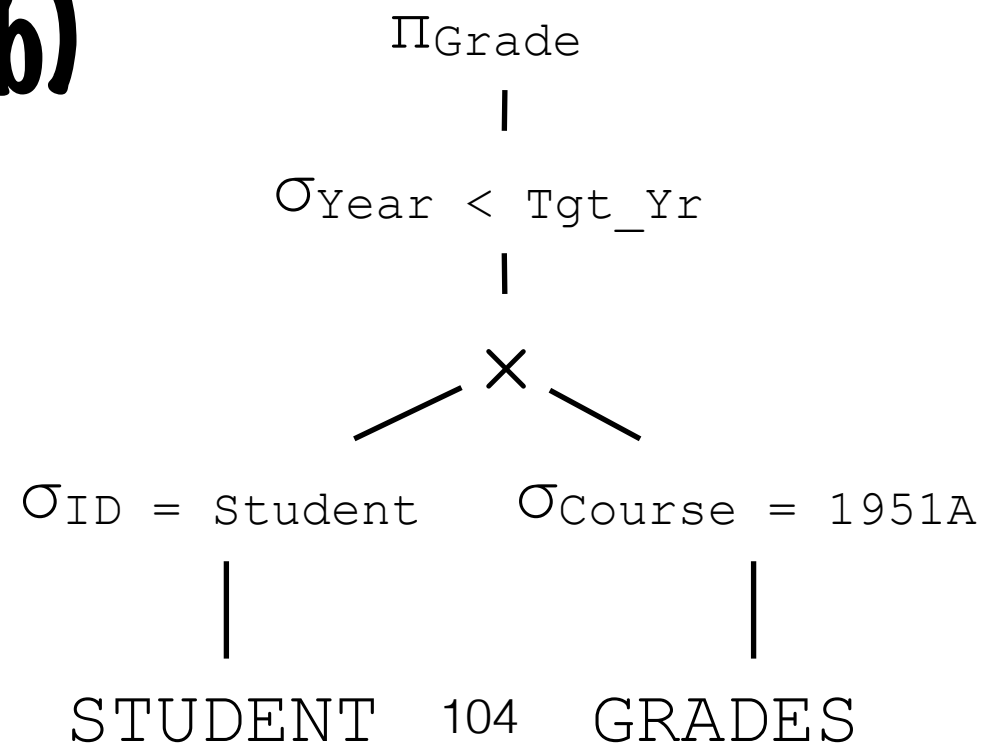 b)
πGrade
σYear < Tgt_Yr
×
σID = Student σCourse = 1951A
STUDENT 104 GRADES